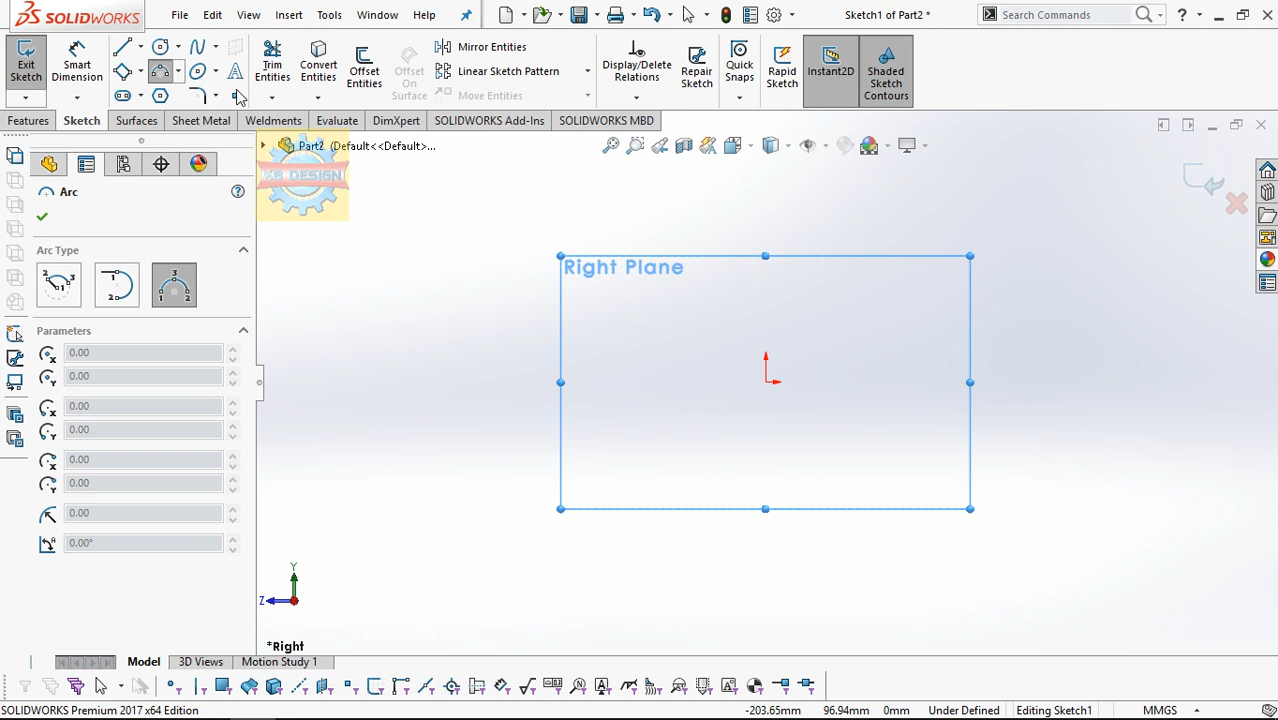 SOLIDWORKS
File
Edit
View
Insert
Tools
Window
Help
Sketch1 of Part2 *
Search Commands
?
Exit
Sketch
Smart
Dimension
Trim
Entities
Convert
Entities
Offset
Entities
Offset
On
Surface
Mirror Entities
Linear Sketch Pattern
Move Entities
Display/Delete
Relations
Repair
Sketch
Quick
Snaps
Rapid
Sketch
Instant2D
Shaded
Sketch
Contours
Features
Sketch
Surfaces
Sheet Metal
Weldments
Evaluate
DimXpert
SOLIDWORKS Add-Ins
SOLIDWORKS MBD
Part2 (Default<<Default>...
Arc
?
Arc Type
Parameters
0.00
0.00
0.00
0.00
0.00
0.00
0.00
0.00°
Right Plane
Y
Z
*Right
Model
3D Views
Motion Study 1
SOLIDWORKS Premium 2017 x64 Edition
-203.65mm
96.94mm
0mm
Under Defined
Editing Sketch1
MMGS